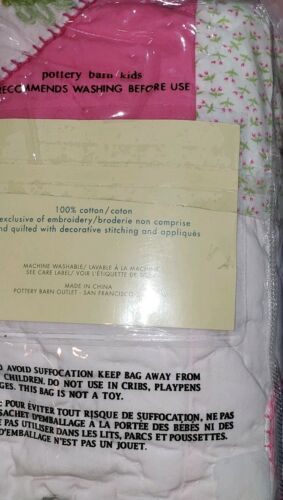 pottery barn kids
RECOMMENDS WASHING BEFORE USE
100% cotton/coton
exclusive of embroidery/broderie non comprise
nd quilted with decorative stitching and appliqués
MACHINE WASHABLE/ LAVABLE À LA MACHINE
SEE CARE LABEL/ VOIR L'ÉTIQUETTE DE
MADE IN CHINA
POTTERY BARN OUTLET - SAN FRANCISCO
O AVOID SUFFOCATION KEEP BAG AWAY FROM
CHILDREN. DO NOT USE IN CRIBS, PLAYPENS
GES. THIS BAG IS NOT A TOY.
: POUR ÉVITER TOUT RISQUE DE SUFFOCATION, NE PAS
SACHET D'EMBALLAGE A LA PORTÉE DES BÉBÉS NI DES
E PAS UTILISER DANS LES LITS, PARCS ET POUSSETTES.
D'EMBALLAGE N'EST PAS UN JOUET.